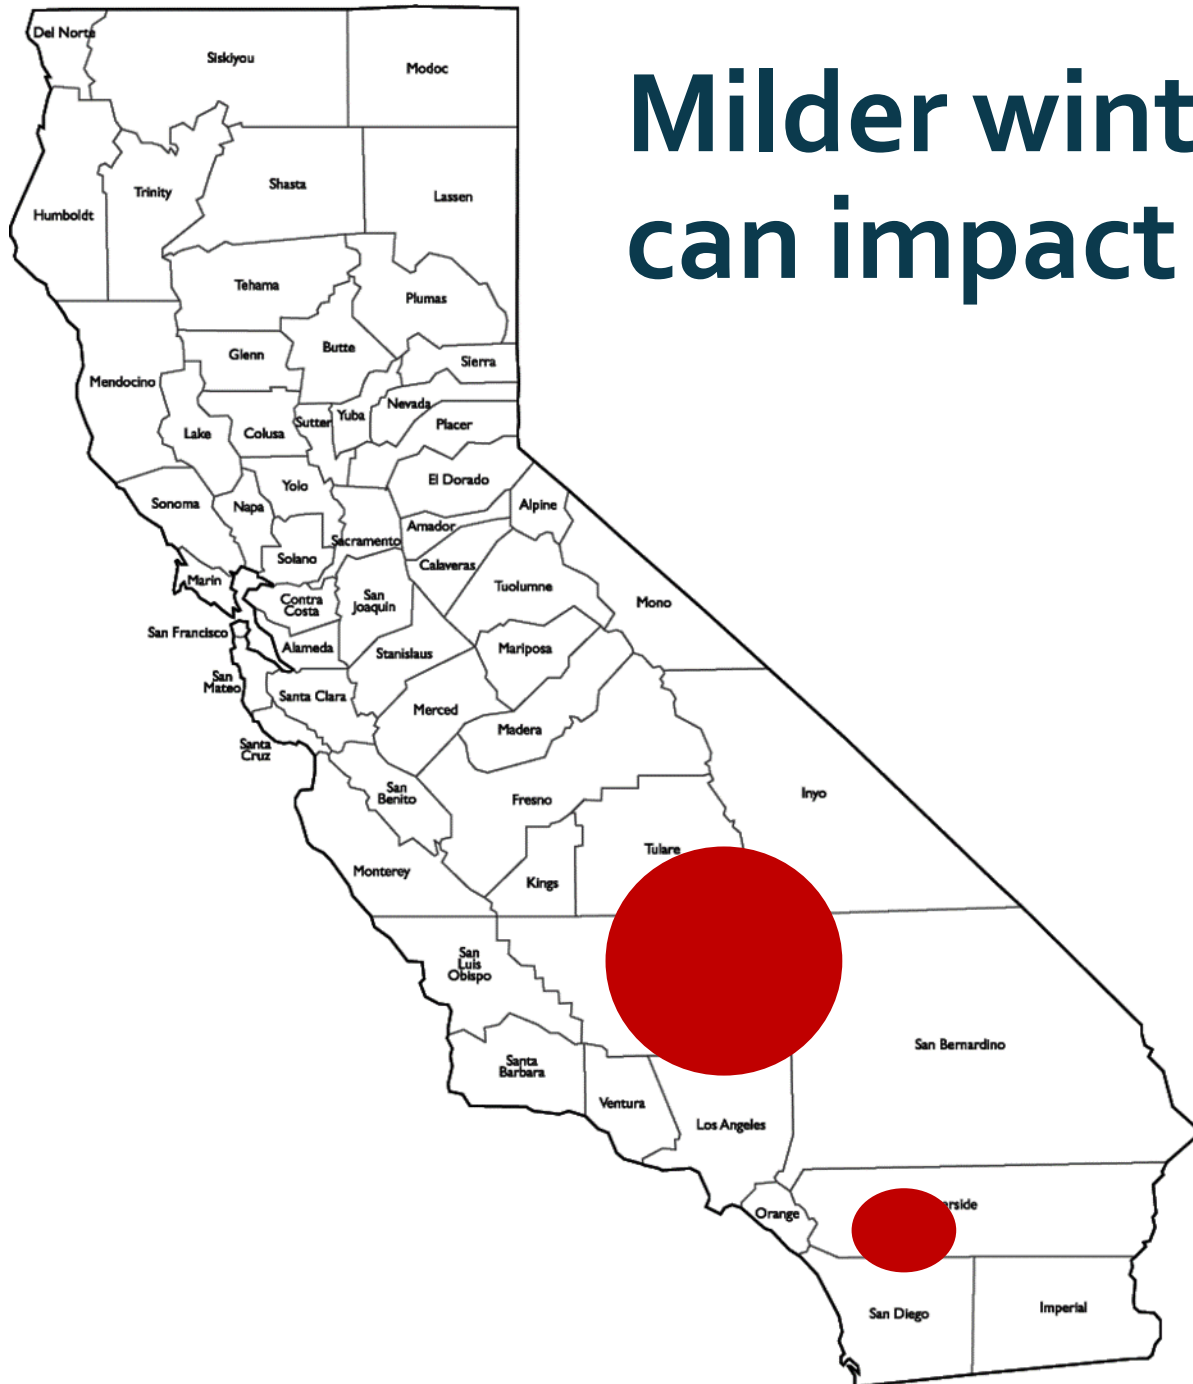 Milder wint
can impact
Del Norte
Siskiyou
Modoc
Humboldt
Trinity
Shasta
Lassen
Tehama
Plumas
Mendocino
Glenn
Butte
Sierra
Lake
Colusa
Sutter
Yuba
Nevada
Placer
Sonoma
Napa
Yolo
El Dorado
Alpine
Solano
Sacramento
Amador
Calaveras
Marin
Contra
Costa
San
Joaquin
Tuolumne
Mono
San Francisco
Alameda
Stanislaus
Mariposa
San
Mateo
Santa Clara
Merced
Madera
Santa
Cruz
San
Benito
Fresno
Inyo
Monterey
Kings
Tulare
San
Luis
Obispo
San Bernardino
Santa
Barbara
Ventura
Los Angeles
Orange
erside
San Diego
Imperial